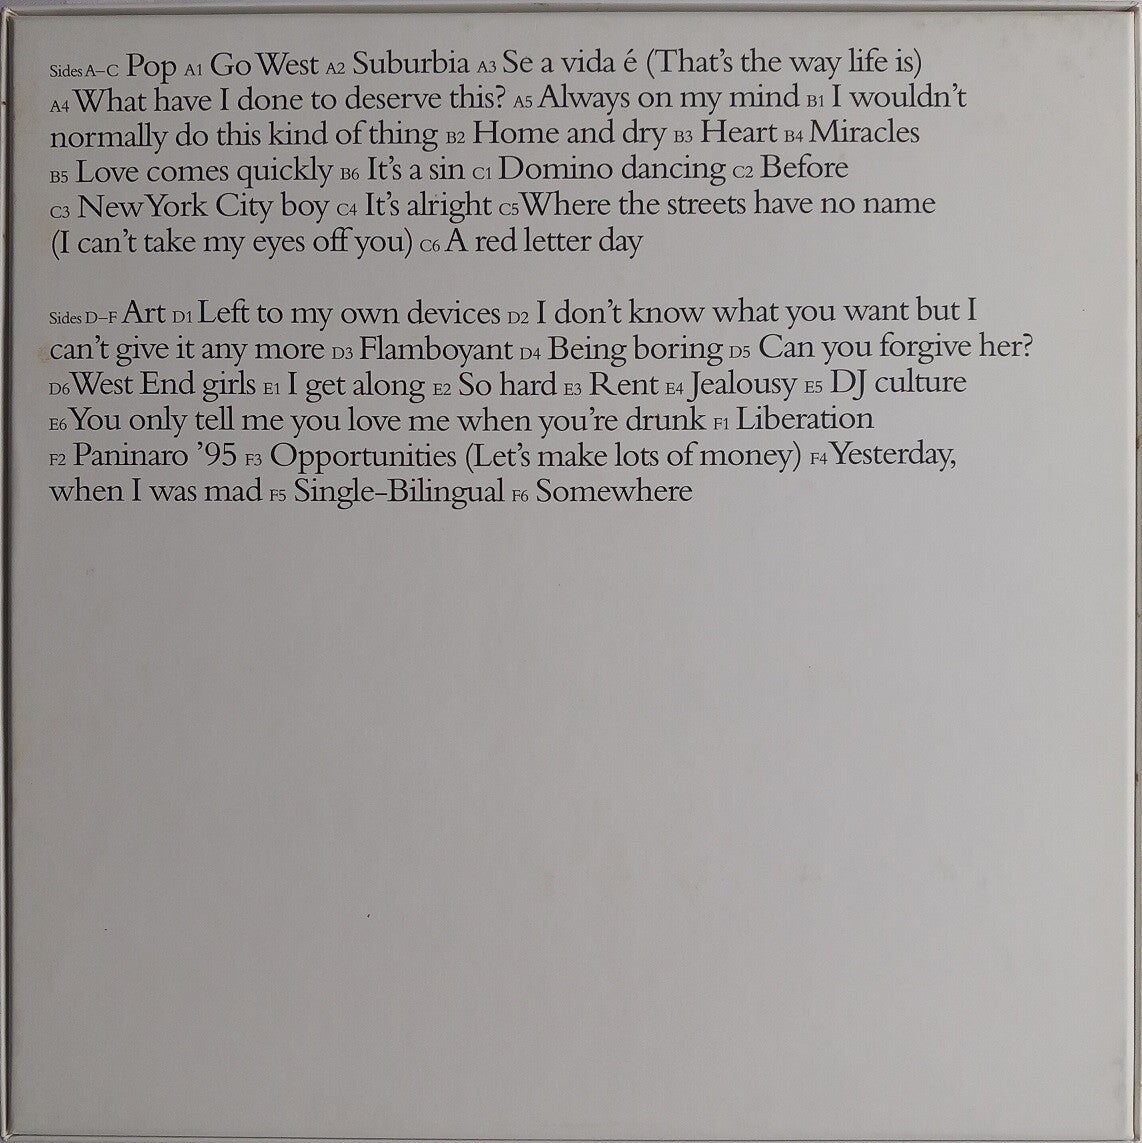 Sides A–C Pop A1 Go West A2 Suburbia A3 Se a vida é (That's the way life is)
A4 What have I done to deserve this? A5 Always on my mind B1 I wouldn't
normally do this kind of thing B2 Home and dry B3 Heart B4 Miracles
B5 Love comes quickly B6 It's a sin C1 Domino dancing C2 Before
C3 New York City boy C4 It's alright C5 Where the streets have no name
(I can't take my eyes off you) C6 A red letter day
Sides D–F Art D1 Left to my own devices D2 I don't know what you want but I
can't give it any more D3 Flamboyant D4 Being boring D5 Can you forgive her?
D6 West End girls E1 I get along E2 So hard E3 Rent E4 Jealousy E5 DJ culture
E6 You only tell me you love me when you're drunk F1 Liberation
F2 Paninaro '95 F3 Opportunities (Let's make lots of money) F4 Yesterday,
when I was mad F5 Single–Bilingual F6 Somewhere